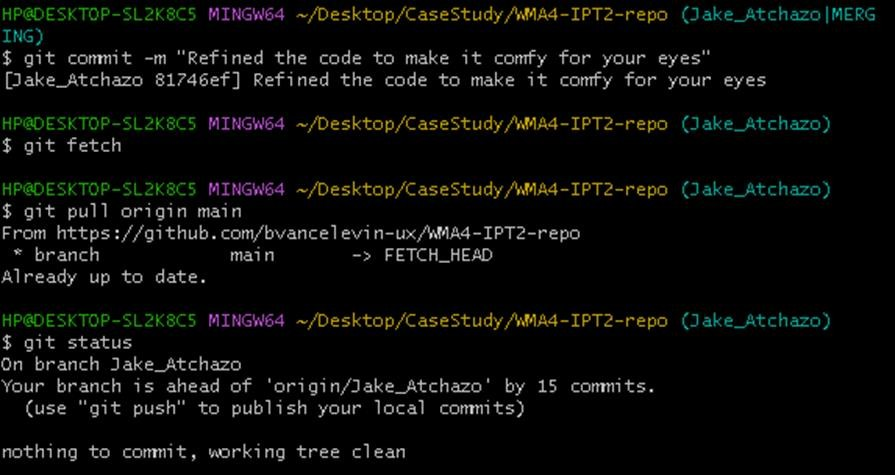 HP@DESKTOP-SL2K8C5 MINGW64 ~/Desktop/CaseStudy/WMA4-IPT2-repo (Jake_Atchazo|MERG
ING)
$ git commit -m "Refined the code to make it comfy for your eyes"
[Jake_Atchazo 81746ef] Refined the code to make it comfy for your eyes
HP@DESKTOP-SL2K8C5 MINGW64 ~/Desktop/CaseStudy/WMA4-IPT2-repo (Jake_Atchazo)
$ git fetch
HP@DESKTOP-SL2K8C5 MINGW64 ~/Desktop/CaseStudy/WMA4-IPT2-repo (Jake_Atchazo)
$ git pull origin main
From https://github.com/bvancelevin-ux/WMA4-IPT2-repo
 * branch            main       -> FETCH_HEAD
Already up to date.
HP@DESKTOP-SL2K8C5 MINGW64 ~/Desktop/CaseStudy/WMA4-IPT2-repo (Jake_Atchazo)
$ git status
On branch Jake_Atchazo
Your branch is ahead of 'origin/Jake_Atchazo' by 15 commits.
  (use "git push" to publish your local commits)
nothing to commit, working tree clean